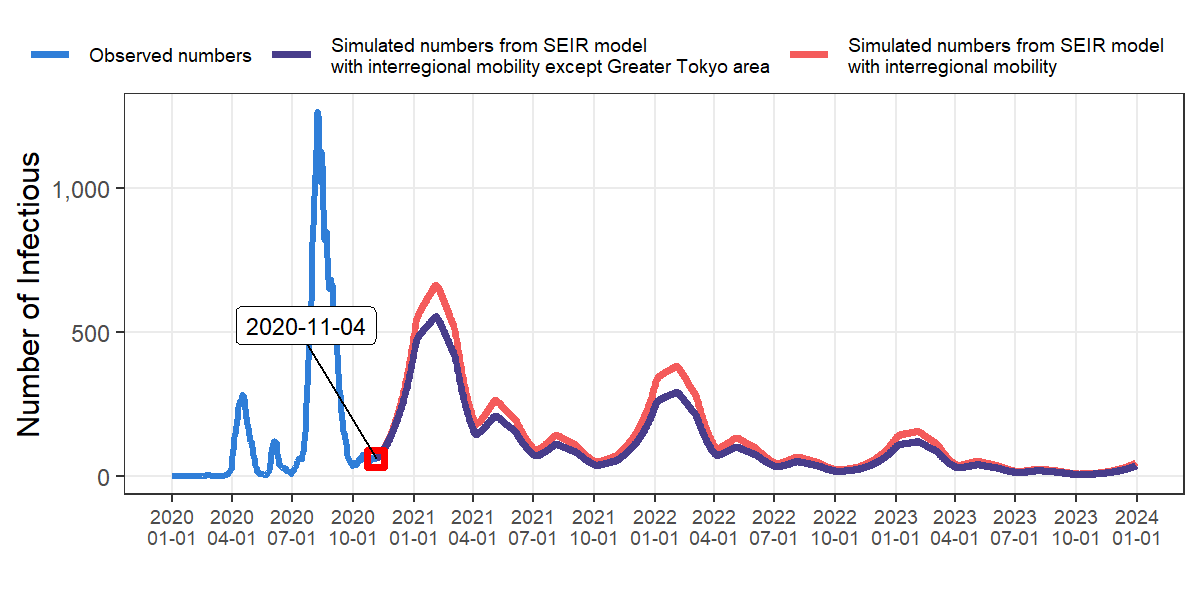 Observed numbers
Simulated numbers from SEIR model
with interregional mobility except Greater Tokyo area
Simulated numbers from SEIR model
with interregional mobility
Number of Infectious
1,000
500
0
2020-11-04
2020 2020 2020 2020 2021 2021 2021 2021 2022 2022 2022 2022 2023 2023 2023 2023 2024
01-01 04-01 07-01 10-01 01-01 04-01 07-01 10-01 01-01 04-01 07-01 10-01 01-01 04-01 07-01 10-01 01-01